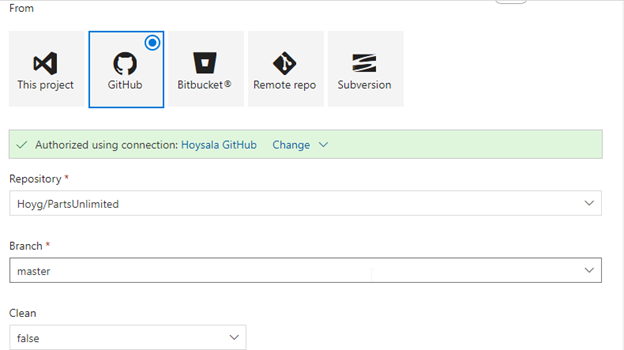 From
This project
GitHub
Bitbucket®
Remote repo
Subversion
Authorized using connection: Hoysala GitHub Change
Repository *
Hoyg/PartsUnlimited
Branch *
master
Clean
false